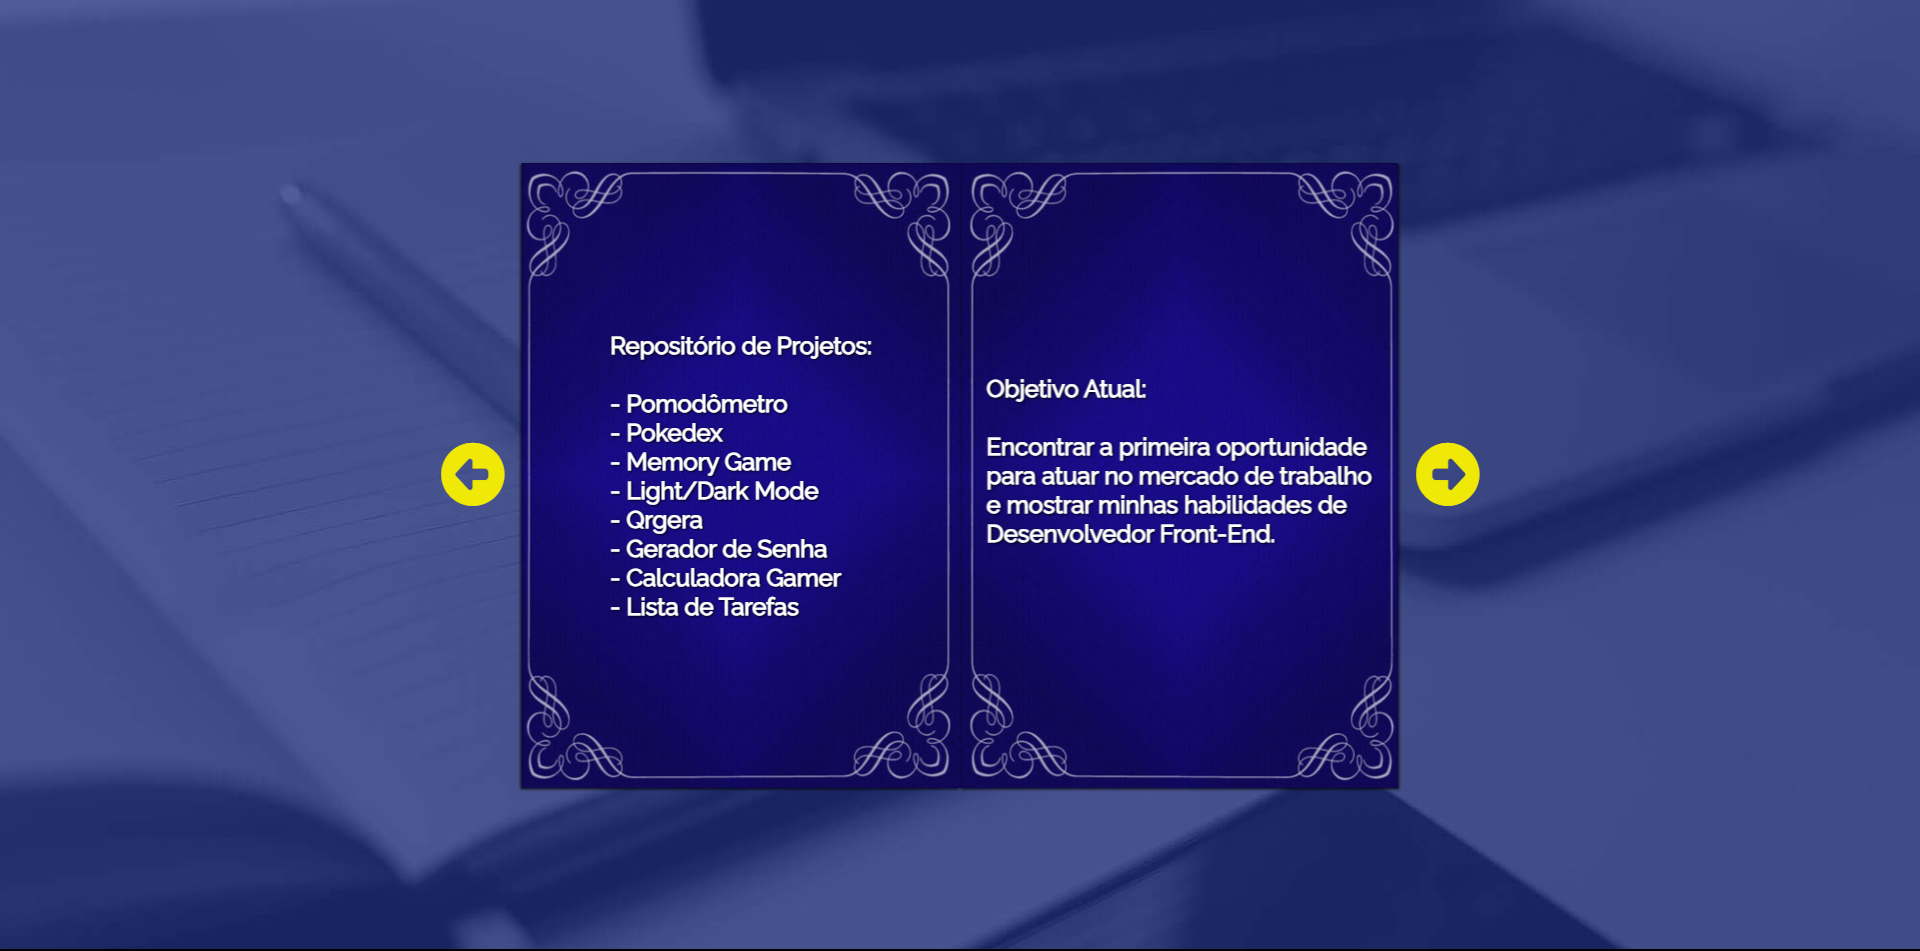 Repositório de Projetos:
- Pomodômetro
- Pokedex
- Memory Game
- Light/Dark Mode
- Qrgera
- Gerador de Senha
- Calculadora Gamer
- Lista de Tarefas
Objetivo Atual:
Encontrar a primeira oportunidade
para atuar no mercado de trabalho
e mostrar minhas habilidades de
Desenvolvedor Front-End.